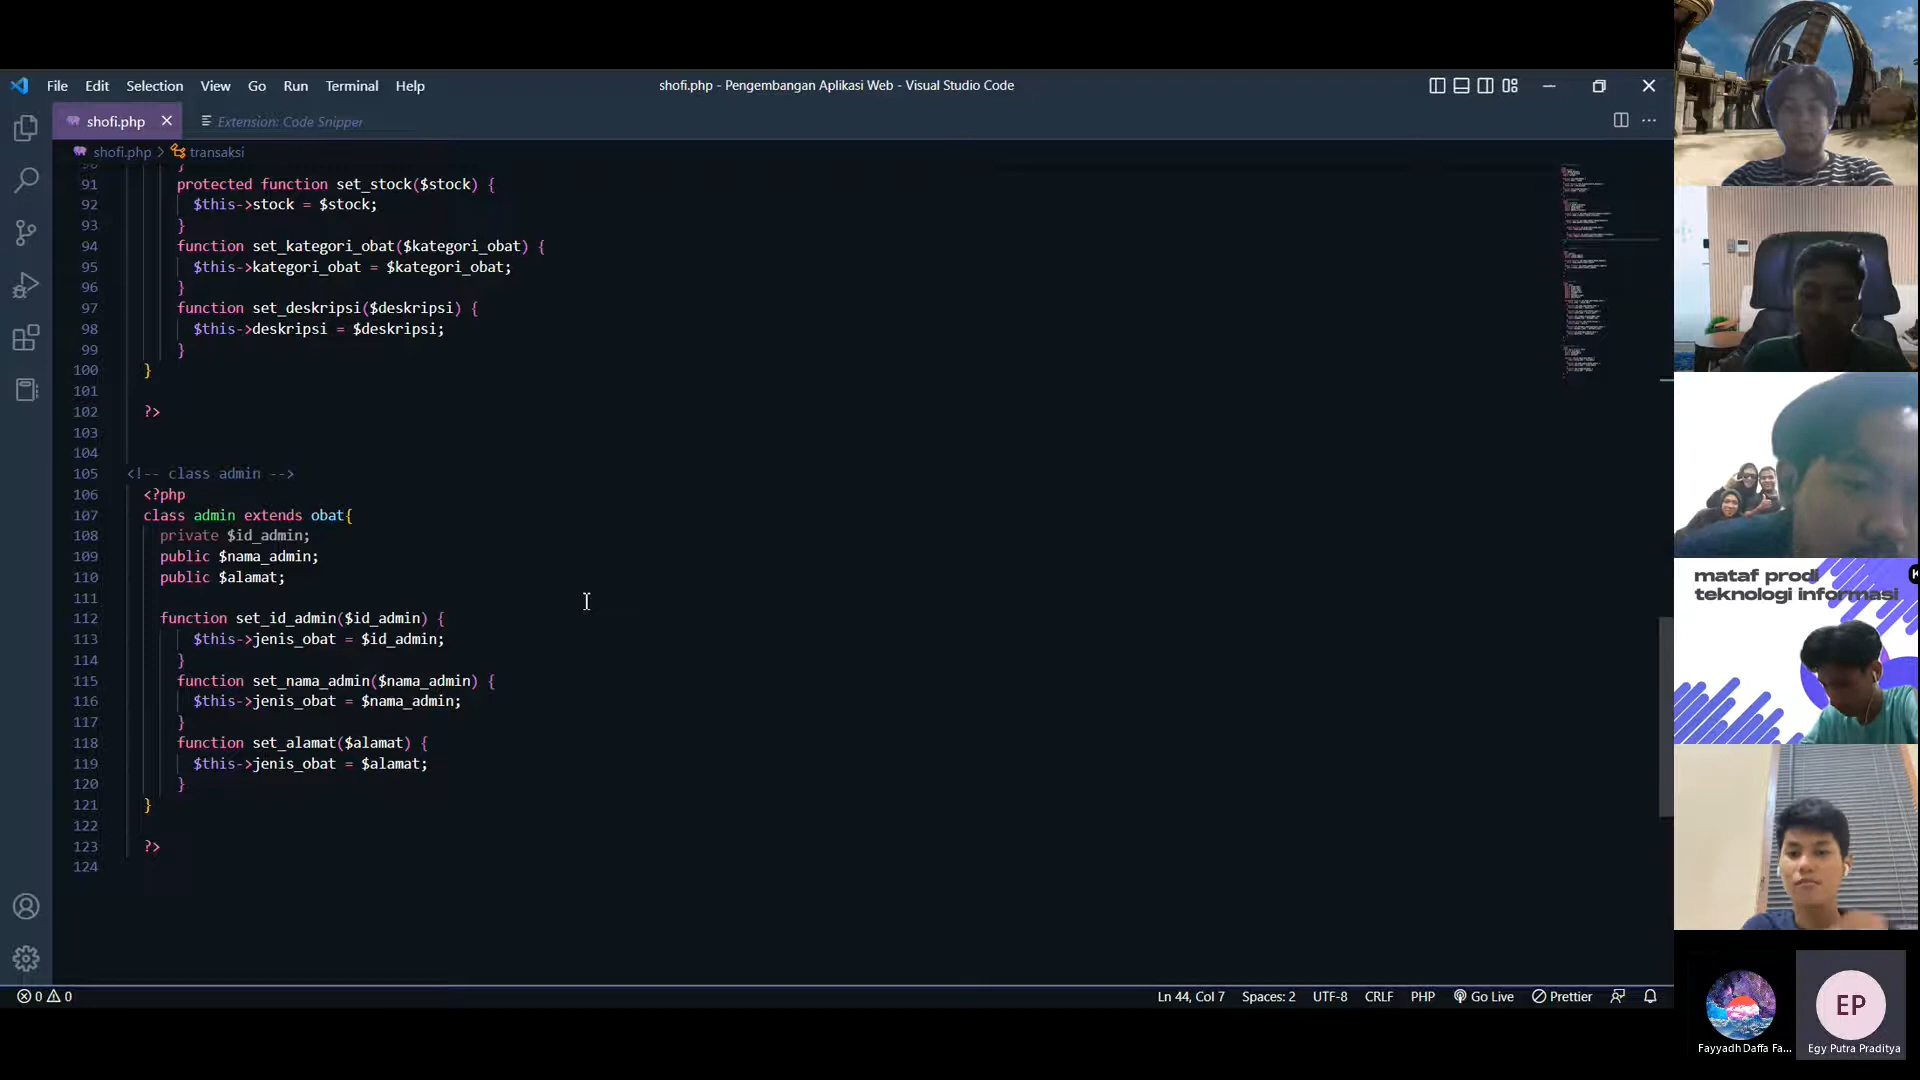 File Edit Selection View Go Run Terminal Help
shofi.php - Pengembangan Aplikasi Web - Visual Studio Code
shofi.php
Extension: Code Snipper
shofi.php > transaksi
90 }
91 protected function set_stock($stock) {
92 $this->stock = $stock;
93 }
94 function set_kategori_obat($kategori_obat) {
95 $this->kategori_obat = $kategori_obat;
96 }
97 function set_deskripsi($deskripsi) {
98 $this->deskripsi = $deskripsi;
99 }
100 }
101
102 ?>
103
104
105 <!-- class admin -->
106 <?php
107 class admin extends obat{
108 private $id_admin;
109 public $nama_admin;
110 public $alamat;
111
112 function set_id_admin($id_admin) {
113 $this->jenis_obat = $id_admin;
114 }
115 function set_nama_admin($nama_admin) {
116 $this->jenis_obat = $nama_admin;
117 }
118 function set_alamat($alamat) {
119 $this->jenis_obat = $alamat;
120 }
121 }
122
123 ?>
124
0 0
Ln 44, Col 7 Spaces: 2 UTF-8 CRLF PHP Go Live Prettier
mataf prodi
teknologi informasi
K
EP
Fayyadh Daffa Fa...
Egy Putra Praditya